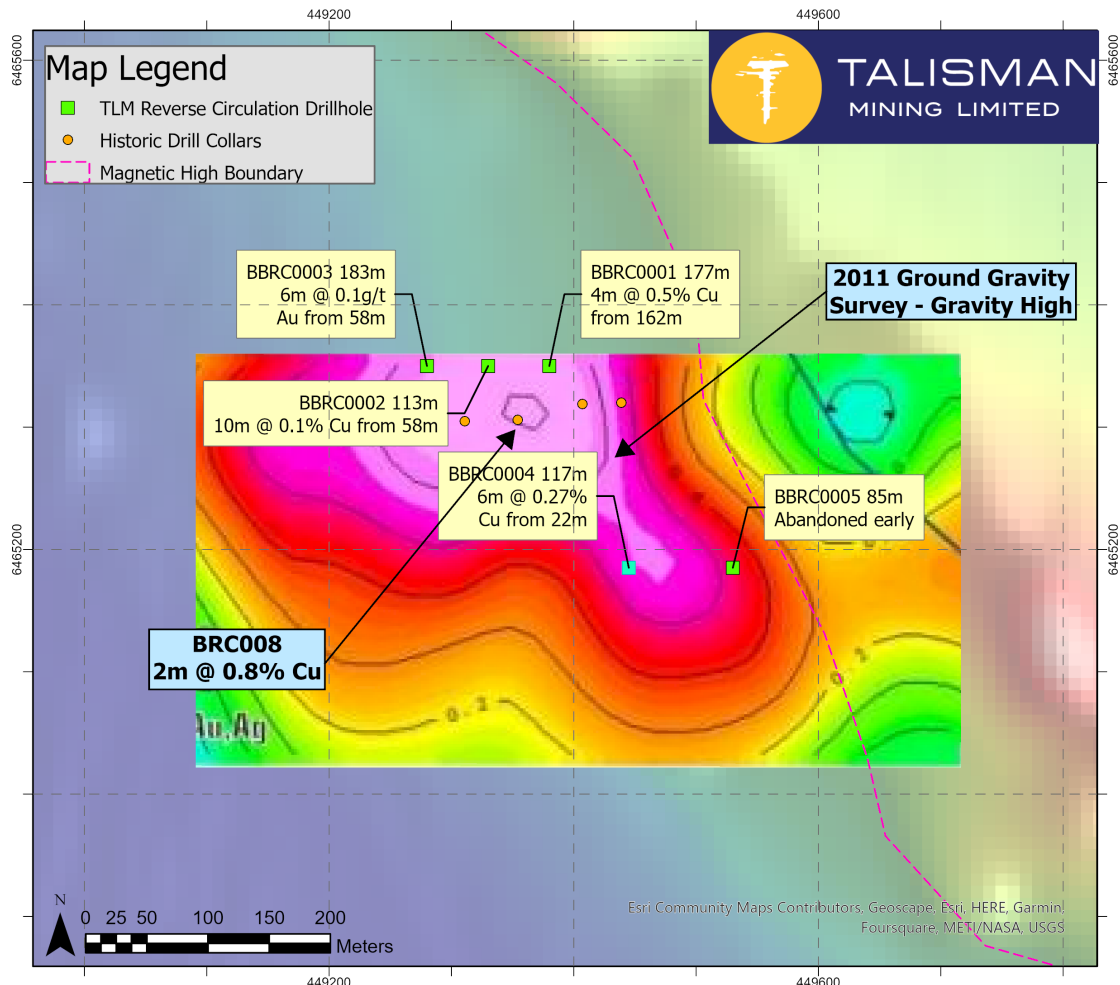 449200
449600
6465600
6465600
Map Legend
TLM Reverse Circulation Drillhole
Historic Drill Collars
Magnetic High Boundary
TALISMAN
MINING LIMITED
BBRC0003 183m
6m @ 0.1g/t
Au from 58m
BBRC0001 177m
4m @ 0.5% Cu
from 162m
2011 Ground Gravity
Survey - Gravity High
BBRC0002 113m
10m @ 0.1% Cu from 58m
BBRC0004 117m
6m @ 0.27%
Cu from 22m
BBRC0005 85m
Abandoned early
6465200
6465200
BRC008
2m @ 0.8% Cu
Au,Ag
N
0 25 50 100 150 200
Meters
Esri Community Maps Contributors, Geoscape, Esri, HERE, Garmin,
Foursquare, METI/NASA, USGS
449200
449600